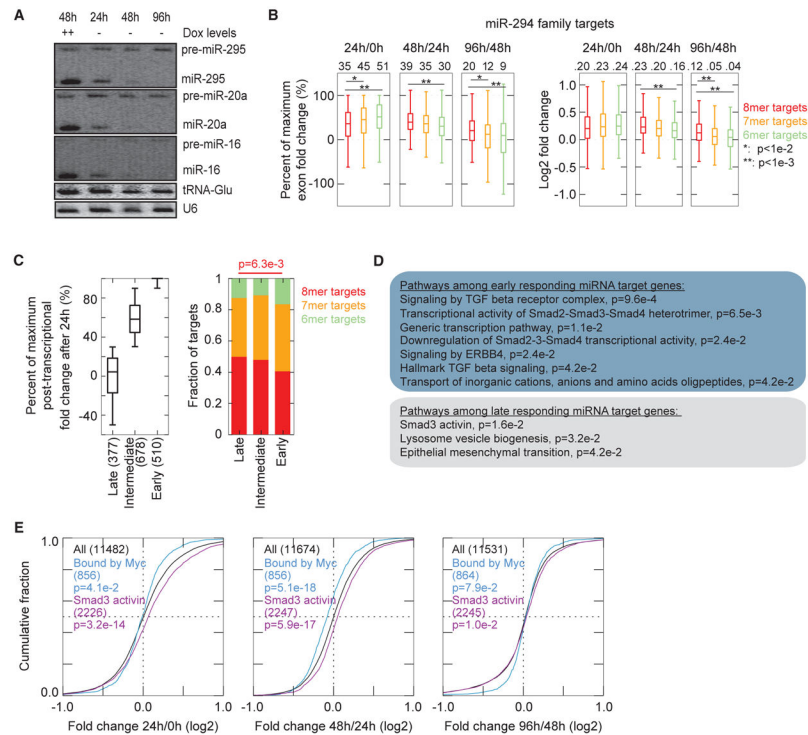 A
48h 24h 48h 96h
++ - - - Dox levels
pre-miR-295
miR-295
pre-miR-20a
miR-20a
pre-miR-16
miR-16
tRNA-Glu
U6
B
miR-294 family targets
24h/0h 48h/24h 96h/48h
35 45 51 39 35 30 20 12 9
* ** ** * **
Percent of maximum
exon fold change (%)
100
0
-100
24h/0h 48h/24h 96h/48h
.20 .23 .24 .23 .20 .16 .12 .05 .04
** ** **
Log2 fold change
1.0
0.5
0
-0.5
-1.0
8mer targets
7mer targets
6mer targets
*: p<1e-2
**: p<1e-3
C
Percent of maximum
post-transcriptional
fold change after 24h (%)
80
40
0
-40
Late (377)
Intermediate
(678)
Early (510)
p=6.3e-3
Fraction of targets
1
0.8
0.6
0.4
0.2
0
Late
Intermediate
Early
8mer targets
7mer targets
6mer targets
D
Pathways among early responding miRNA target genes:
Signaling by TGF beta receptor complex, p=9.6e-4
Transcriptional activity of Smad2-Smad3-Smad4 heterotrimer, p=6.5e-3
Generic transcription pathway, p=1.1e-2
Downregulation of Smad2-3-Smad4 transcriptional activity, p=2.4e-2
Signaling by ERBB4, p=2.4e-2
Hallmark TGF beta signaling, p=4.2e-2
Transport of inorganic cations, anions and amino acids oligpeptides, p=4.2e-2
Pathways among late responding miRNA target genes:
Smad3 activin, p=1.6e-2
Lysosome vesicle biogenesis, p=3.2e-2
Epithelial mesenchymal transition, p=4.2e-2
E
Cumulative fraction
1.0
0.0
All (11482)
Bound by Myc
(856)
p=4.1e-2
Smad3 activin
(2226)
p=3.2e-14
-1.0 0.0 1.0
Fold change 24h/0h (log2)
All (11674)
Bound by Myc
(856)
p=5.1e-18
Smad3 activin
(2247)
p=5.9e-17
-1.0 0.0 1.0
Fold change 48h/24h (log2)
All (11531)
Bound by Myc
(864)
p=7.9e-2
Smad3 activin
(2245)
p=1.0e-2
-1.0 0.0 1.0
Fold change 96h/48h (log2)